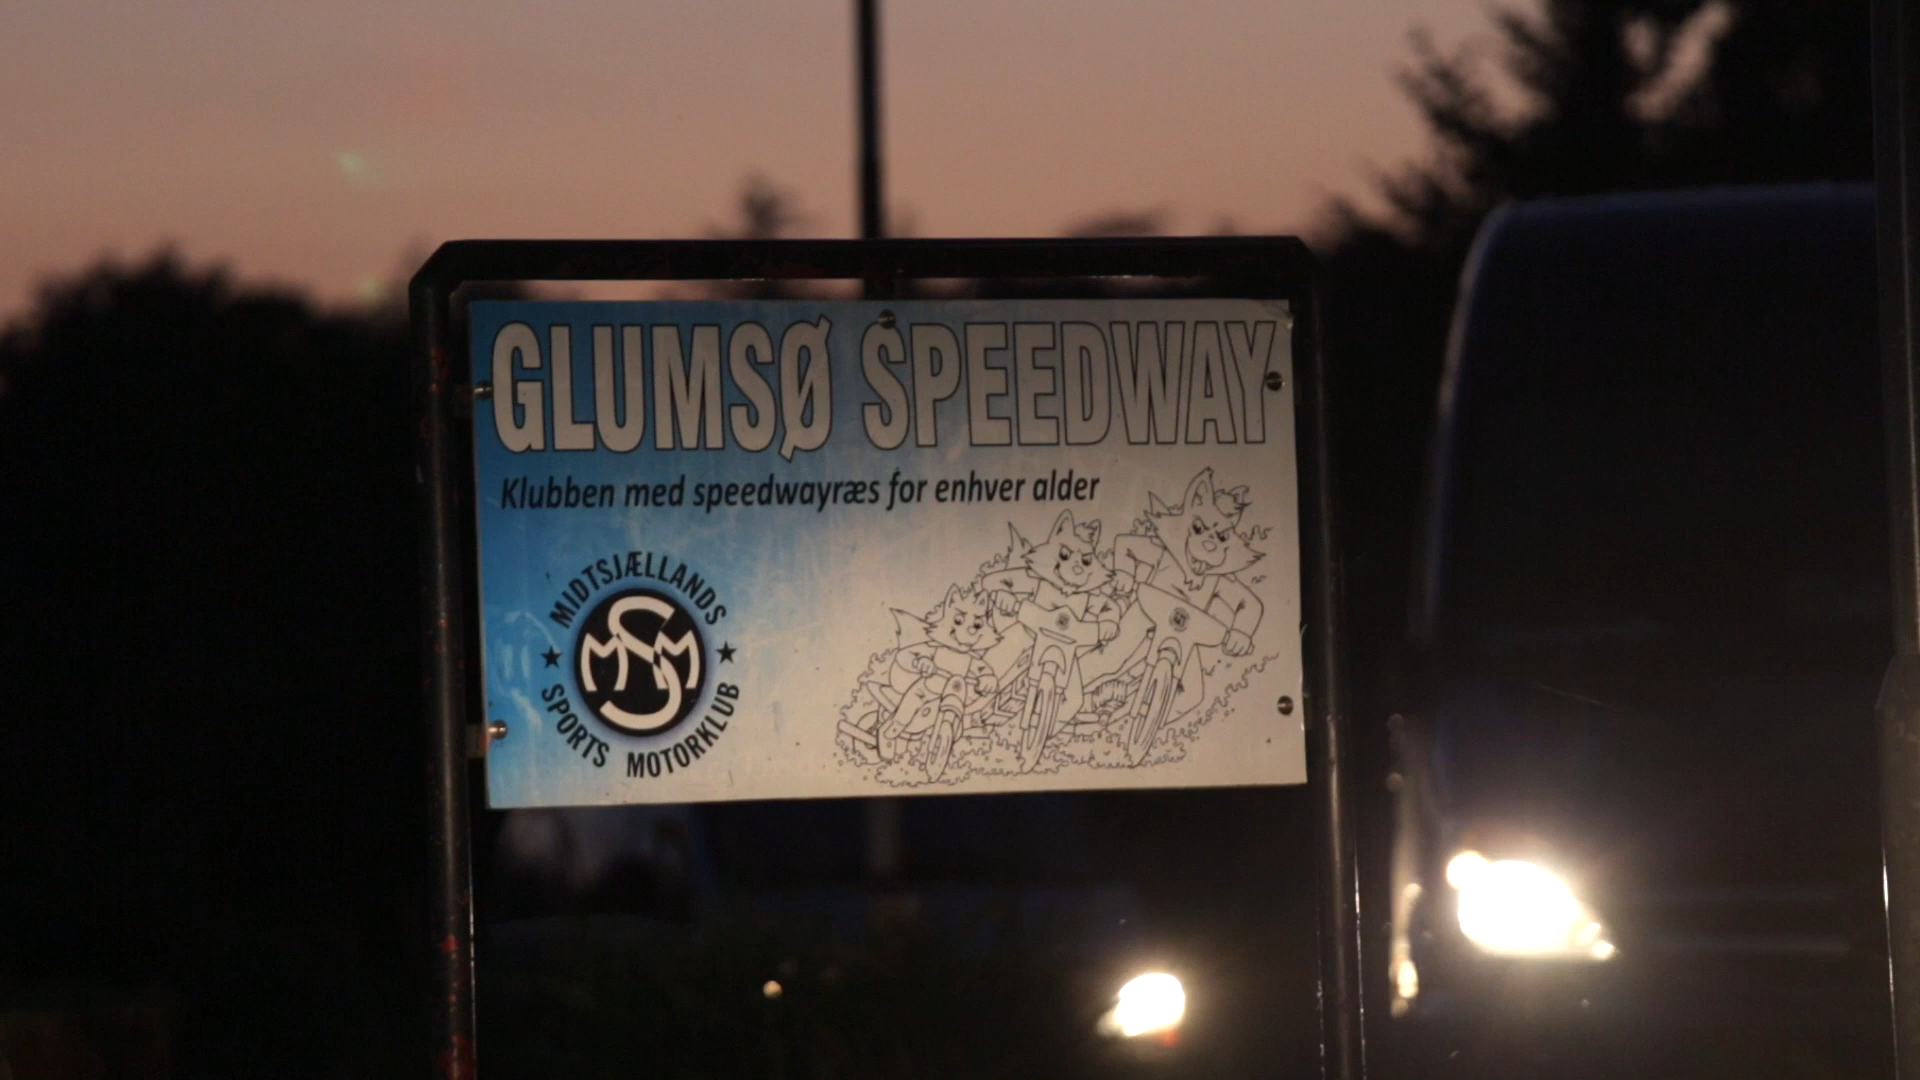 GLUMSØ SPEEDWAY
Klubben med speedwayræs for enhver alder
MIDTSJÆLLANDS
MSM
SPORTS MOTORKLUB